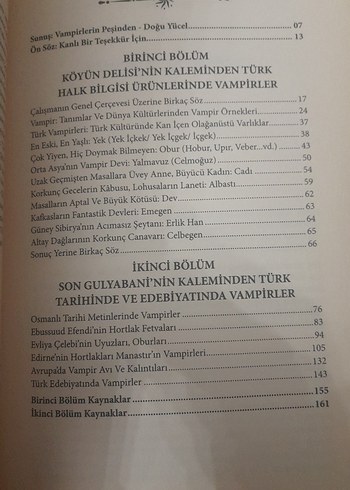 Sunuş: Vampirlerin Peşinden - Doğu Yücel 07
Ön Söz: Kanlı Bir Teşekkür İçin 13
BİRİNCİ BÖLÜM
KÖYÜN DELİSİ'NİN KALEMİNDEN TÜRK
HALK BİLGİSİ ÜRÜNLERİNDE VAMPİRLER
Çalışmanın Genel Çerçevesi Üzerine Birkaç Söz 17
Vampir: Tanımlar Ve Dünya Kültürlerinden Vampir Örnekleri 24
Türk Vampirleri: Türk Kültüründe Kan İçen Olağanüstü Varlıklar 37
En Eski, En Yaşlı: Yek (Yek İçkek/ Yek İçgek/ İçgek) 38
Çok Yiyen, Hiç Doymak Bilmeyen: Obur (Hobur, Upur, Veber...vd.) 43
Orta Asya'nın Vampir Devi: Yalmavuz (Celmoğuz) 50
Uzak Geçmişten Masallara Üvey Anne, Büyücü Kadın: Cadı 54
Korkunç Gecelerin Kâbusu, Lohusaların Laneti: Albastı 59
Masalların Aptal Ve Büyük Kötüsü: Dev 62
Kafkasların Fantastik Devleri: Emegen 63
Güney Sibirya'nın Acımasız Şeytanı: Erlik Han 64
Altay Dağlarının Korkunç Canavarı: Celbegen 65
Sonuç Yerine Birkaç Söz 66
İKİNCİ BÖLÜM
SON GULYABANİ'NİN KALEMİNDEN TÜRK
TARİHİNDE VE EDEBİYATINDA VAMPİRLER
Osmanlı Tarihi Metinlerinde Vampirler 76
Ebussuud Efendi'nin Hortlak Fetvaları 83
Evliya Çelebi'nin Uyuzları, Oburları 94
Edirne'nin Hortlakları Manastır'ın Vampirleri 105
Avrupa'da Vampir Avı Ve Kalıntıları 132
Türk Edebiyatında Vampirler 143
Birinci Bölüm Kaynaklar 155
İkinci Bölüm Kaynaklar 161